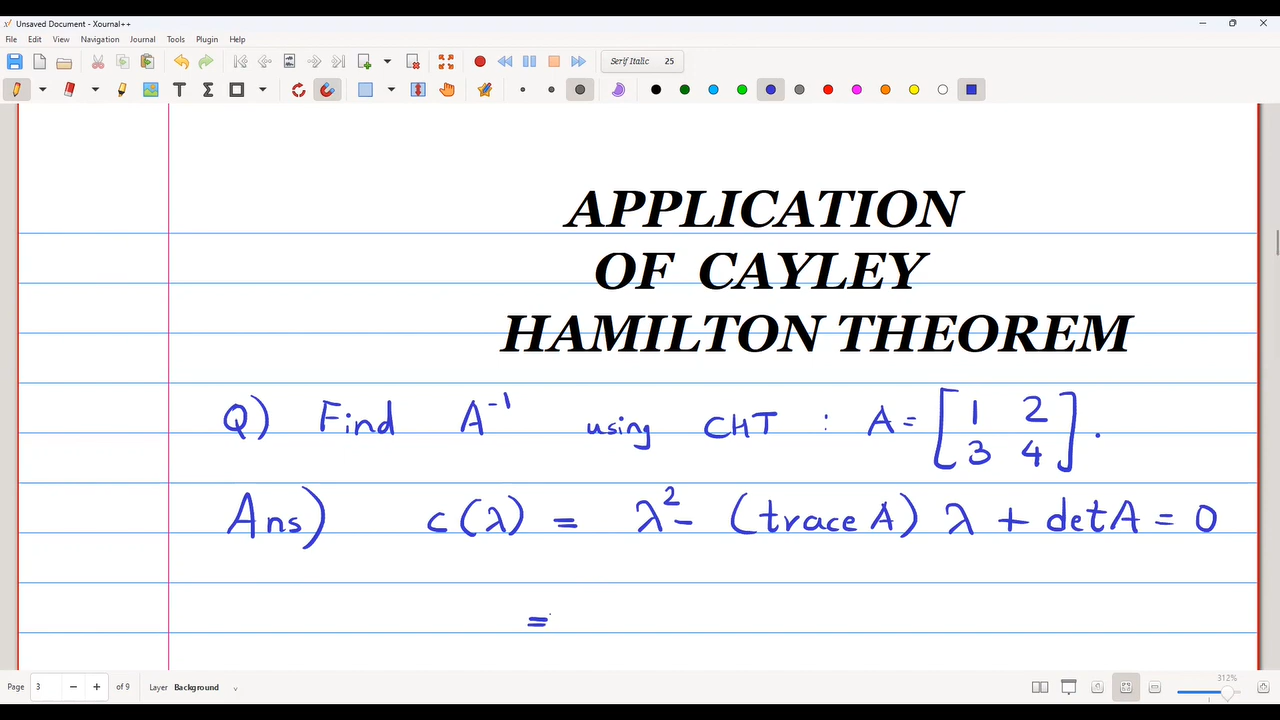 Unsaved Document - Xournal++
File Edit View Navigation Journal Tools Plugin Help
Serif Italic 25
APPLICATION
OF CAYLEY
HAMILTON THEOREM
Q) Find A⁻¹ using CHT : A = [1 2
3 4].
Ans) c(λ) = λ² - (trace A) λ + det A = 0
=
Page 3 of 9 Layer Background 312%